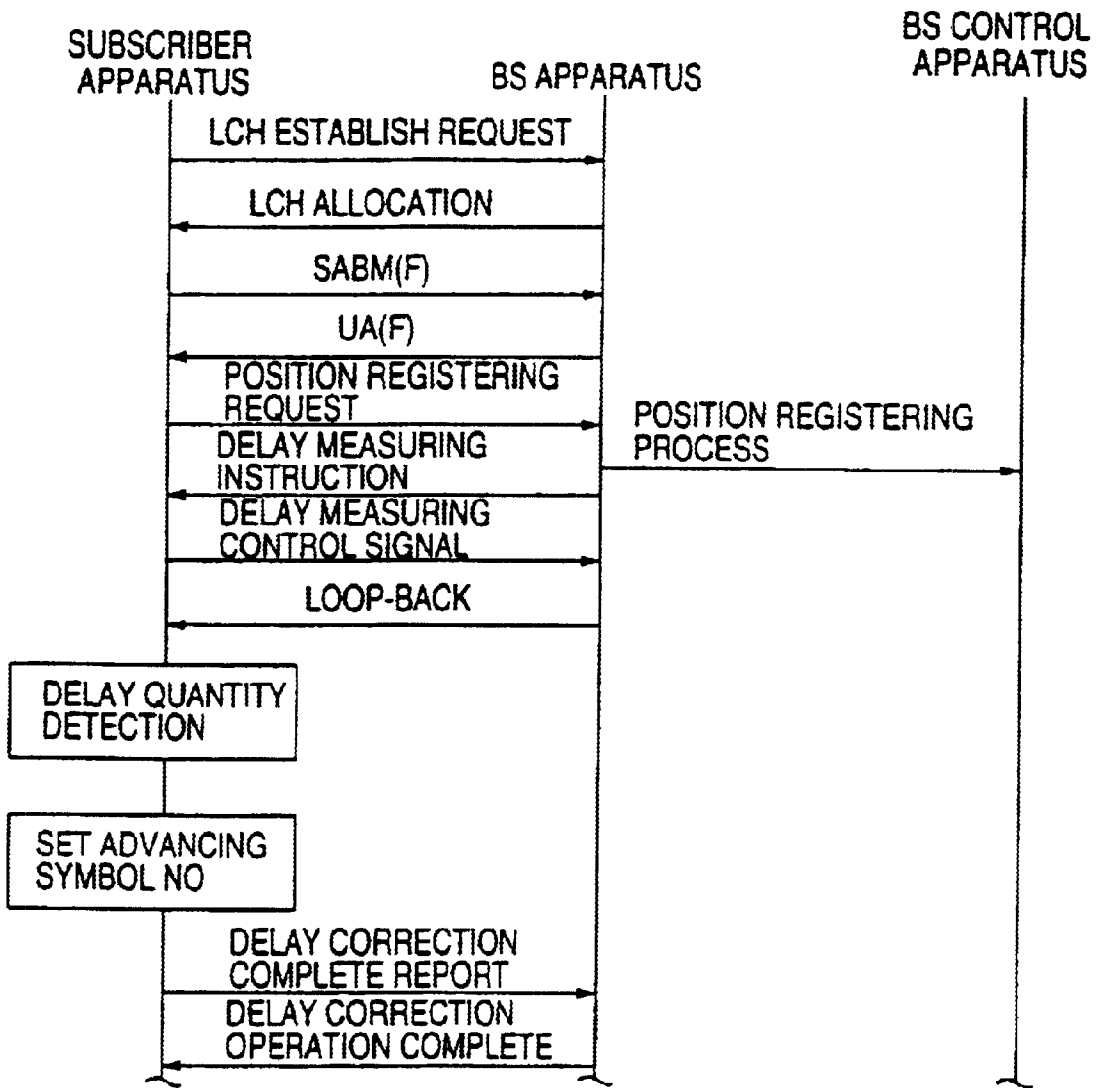 SUBSCRIBER
APPARATUS
BS APPARATUS
BS CONTROL
APPARATUS
LCH ESTABLISH REQUEST
LCH ALLOCATION
SABM(F)
UA(F)
POSITION REGISTERING
REQUEST
POSITION REGISTERING
PROCESS
DELAY MEASURING
INSTRUCTION
DELAY MEASURING
CONTROL SIGNAL
LOOP-BACK
DELAY QUANTITY
DETECTION
SET ADVANCING
SYMBOL NO
DELAY CORRECTION
COMPLETE REPORT
DELAY CORRECTION
OPERATION COMPLETE